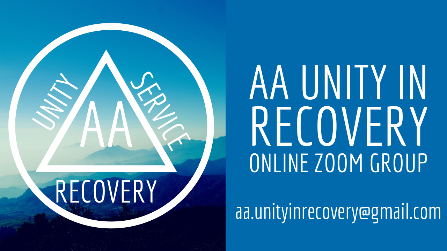 UNITY
SERVICE
AA
RECOVERY
AA UNITY IN
RECOVERY
ONLINE ZOOM GROUP
aa.unityinrecovery@gmail.com